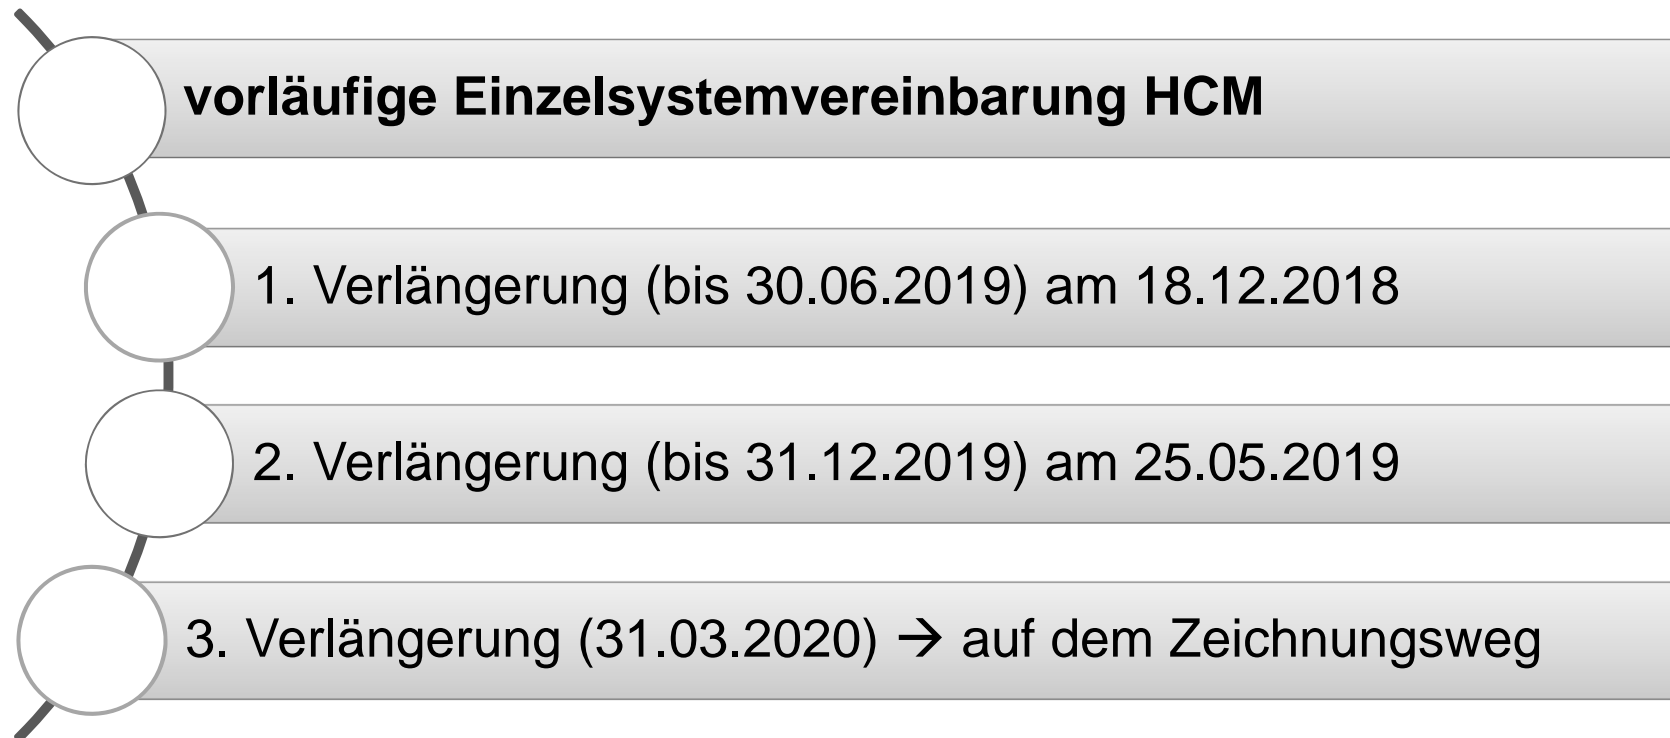 vorläufige Einzelsystemvereinbarung HCM
1. Verlängerung (bis 30.06.2019) am 18.12.2018
2. Verlängerung (bis 31.12.2019) am 25.05.2019
3. Verlängerung (31.03.2020) → auf dem Zeichnungsweg